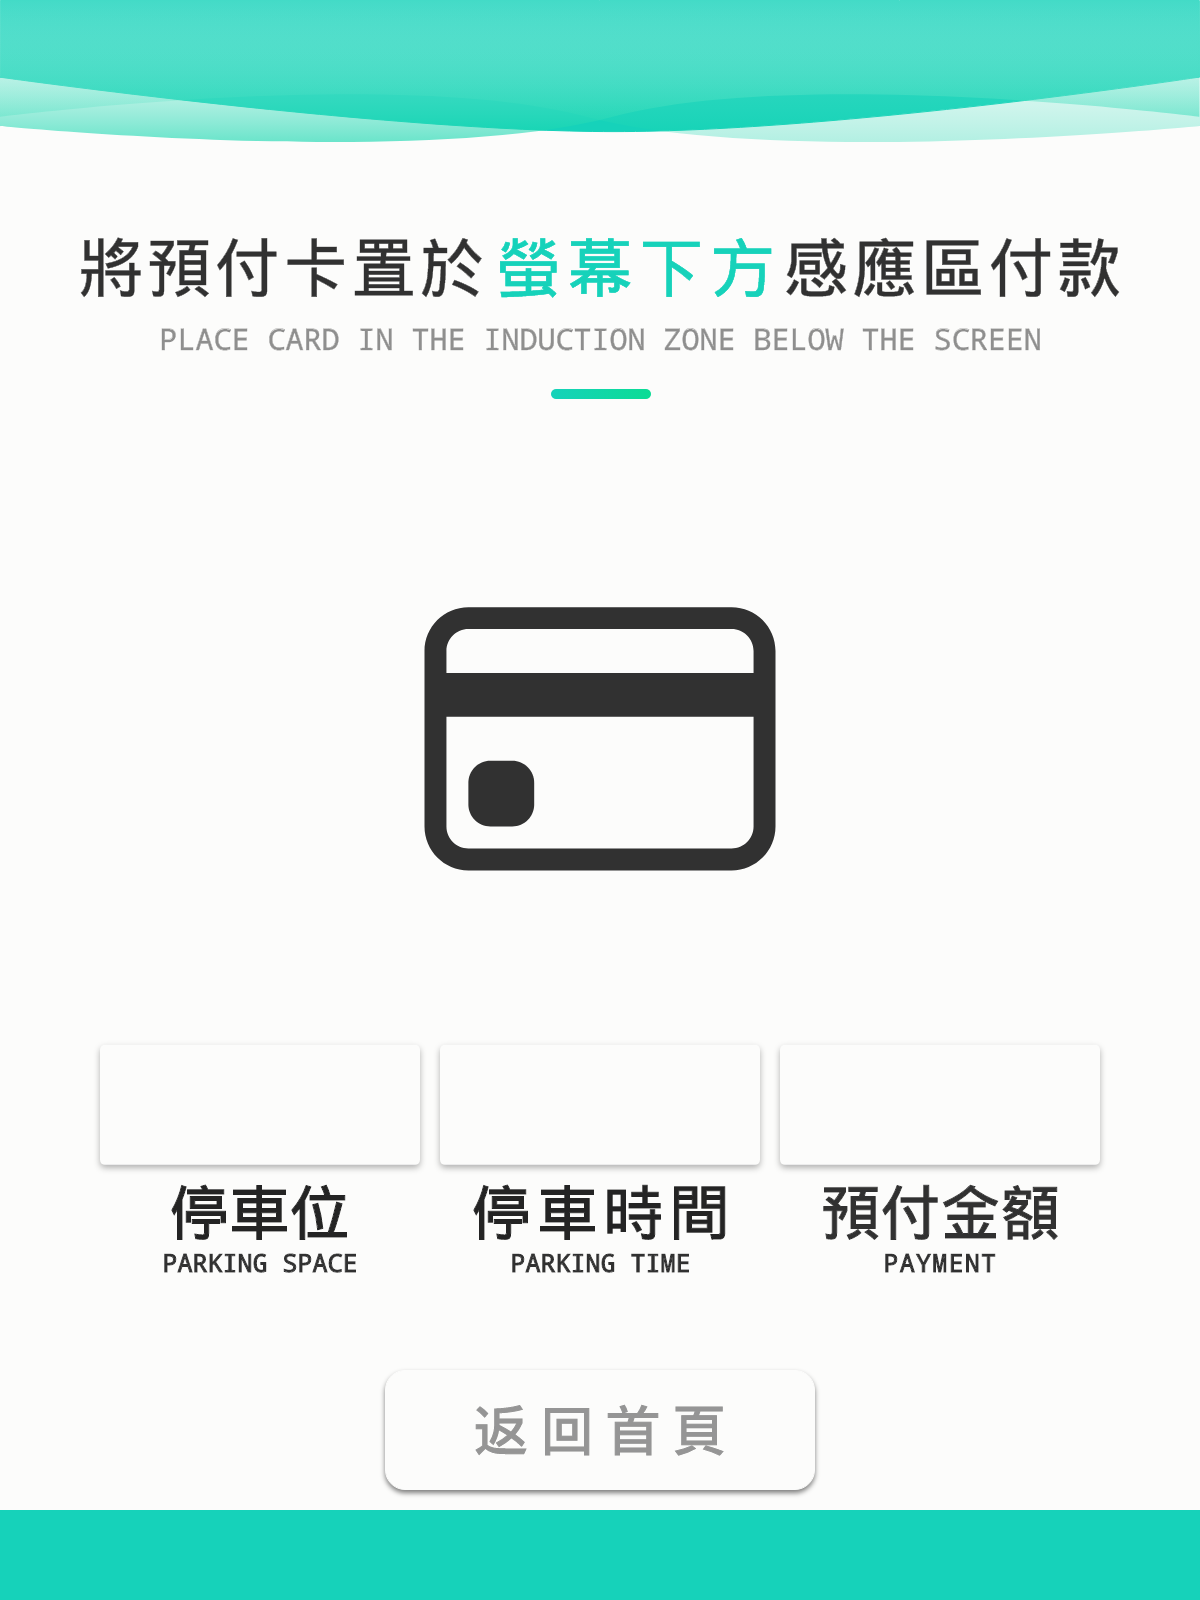 將預付卡置於螢幕下方感應區付款
PLACE CARD IN THE INDUCTION ZONE BELOW THE SCREEN
停車位
PARKING SPACE
停車時間
PARKING TIME
預付金額
PAYMENT
返回首頁